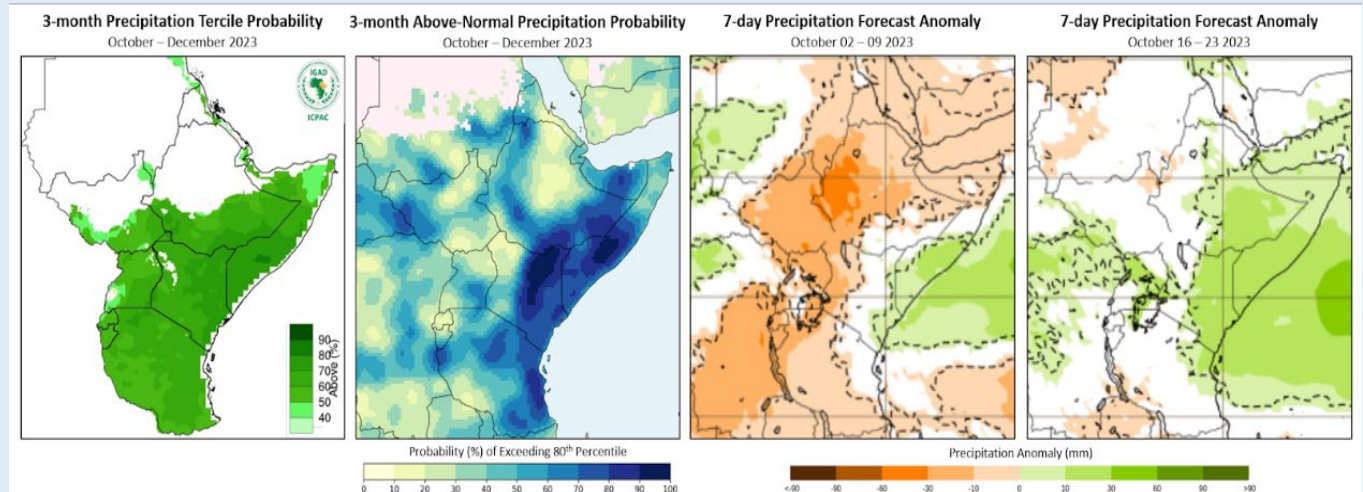 3-month Precipitation Tercile Probability
October – December 2023
IGAD
ICPAC
90
80
70
60
50
40
Above (%)
3-month Above-Normal Precipitation Probability
October – December 2023
Probability (%) of Exceeding 80th Percentile
0 10 20 30 40 50 60 70 80 90 100
7-day Precipitation Forecast Anomaly
October 02 – 09 2023
7-day Precipitation Forecast Anomaly
October 16 – 23 2023
Precipitation Anomaly (mm)
<-90 -90 -60 -30 -10 0 10 30 60 90 >90